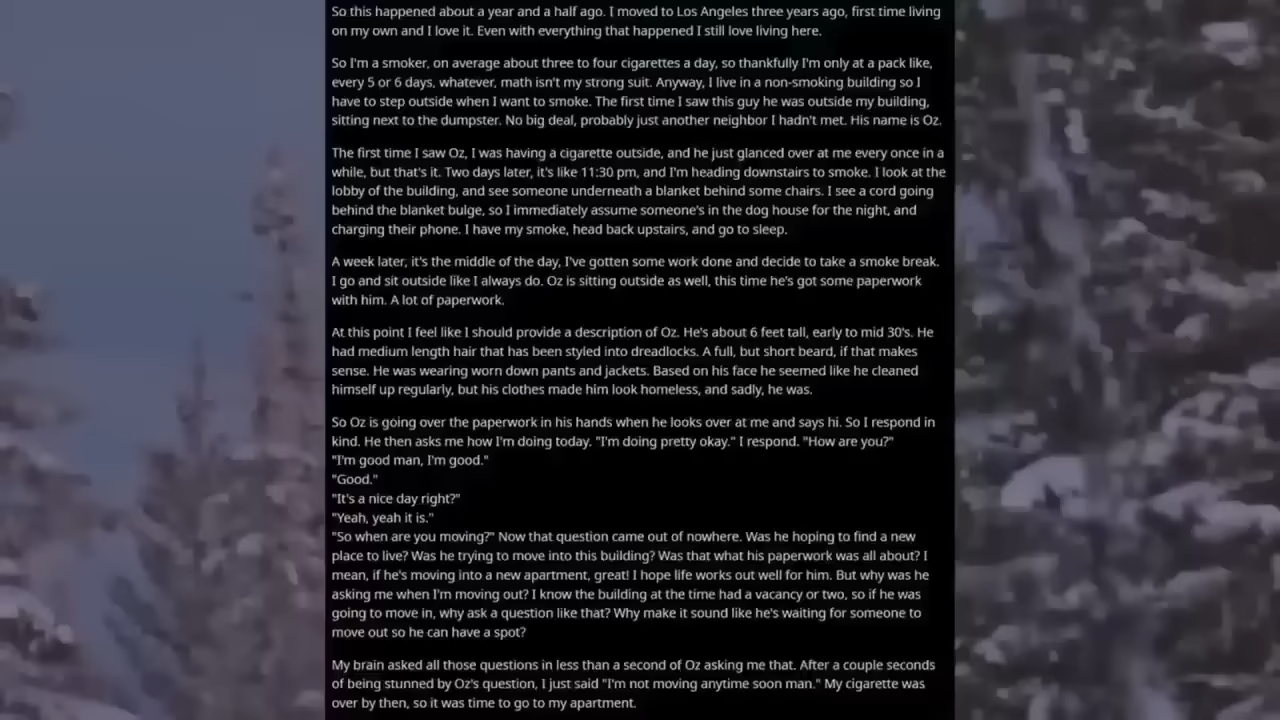 So this happened about a year and a half ago. I moved to Los Angeles three years ago, first time living
on my own and I love it. Even with everything that happened I still love living here.
So I'm a smoker, on average about three to four cigarettes a day, so thankfully I'm only at a pack like,
every 5 or 6 days, whatever, math isn't my strong suit. Anyway, I live in a non-smoking building so I
have to step outside when I want to smoke. The first time I saw this guy he was outside my building,
sitting next to the dumpster. No big deal, probably just another neighbor I hadn't met. His name is Oz.
The first time I saw Oz, I was having a cigarette outside, and he just glanced over at me every once in a
while, but that's it. Two days later, it's like 11:30 pm, and I'm heading downstairs to smoke. I look at the
lobby of the building, and see someone underneath a blanket behind some chairs. I see a cord going
behind the blanket bulge, so I immediately assume someone's in the dog house for the night, and
charging their phone. I have my smoke, head back upstairs, and go to sleep.
A week later, it's the middle of the day, I've gotten some work done and decide to take a smoke break.
I go and sit outside like I always do. Oz is sitting outside as well, this time he's got some paperwork
with him. A lot of paperwork.
At this point I feel like I should provide a description of Oz. He's about 6 feet tall, early to mid 30's. He
had medium length hair that has been styled into dreadlocks. A full, but short beard, if that makes
sense. He was wearing worn down pants and jackets. Based on his face he seemed like he cleaned
himself up regularly, but his clothes made him look homeless, and sadly, he was.
So Oz is going over the paperwork in his hands when he looks over at me and says hi. So I respond in
kind. He then asks me how I'm doing today. "I'm doing pretty okay." I respond. "How are you?"
"I'm good man, I'm good."
"Good."
"It's a nice day right?"
"Yeah, yeah it is."
"So when are you moving?" Now that question came out of nowhere. Was he hoping to find a new
place to live? Was he trying to move into this building? Was that what his paperwork was all about? I
mean, if he's moving into a new apartment, great! I hope life works out well for him. But why was he
asking me when I'm moving out? I know the building at the time had a vacancy or two, so if he was
going to move in, why ask a question like that? Why make it sound like he's waiting for someone to
move out so he can have a spot?
My brain asked all those questions in less than a second of Oz asking me that. After a couple seconds
of being stunned by Oz's question, I just said "I'm not moving anytime soon man." My cigarette was
over by then, so it was time to go to my apartment.